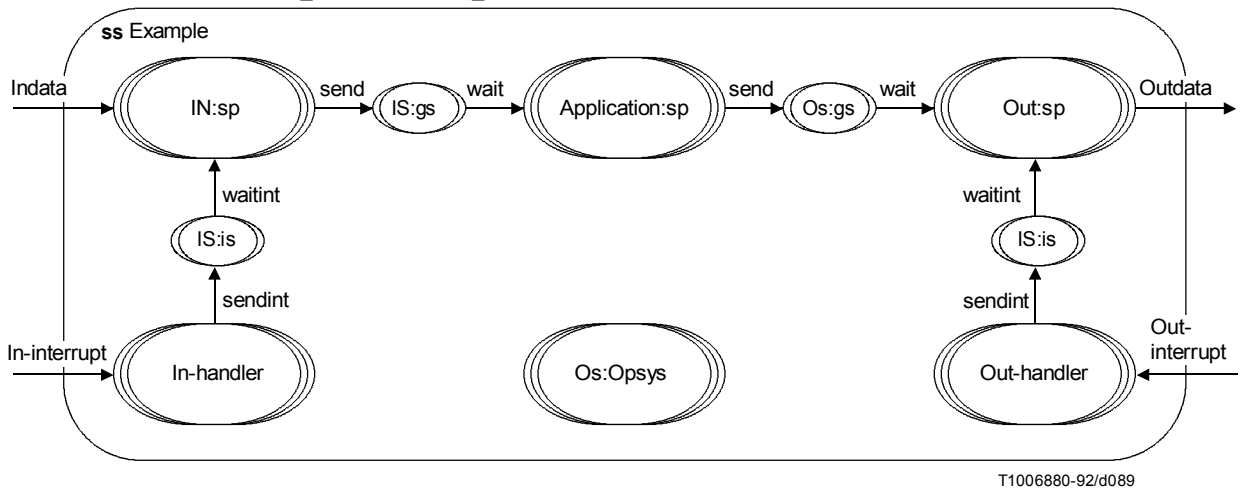 ss Example
Indata
IN:sp
send
IS:gs
wait
Application:sp
send
Os:gs
wait
Out:sp
Outdata
waitint
waitint
IS:is
IS:is
sendint
sendint
In-interrupt
In-handler
Os:Opsys
Out-handler
Out-
interrupt
T1006880-92/d089